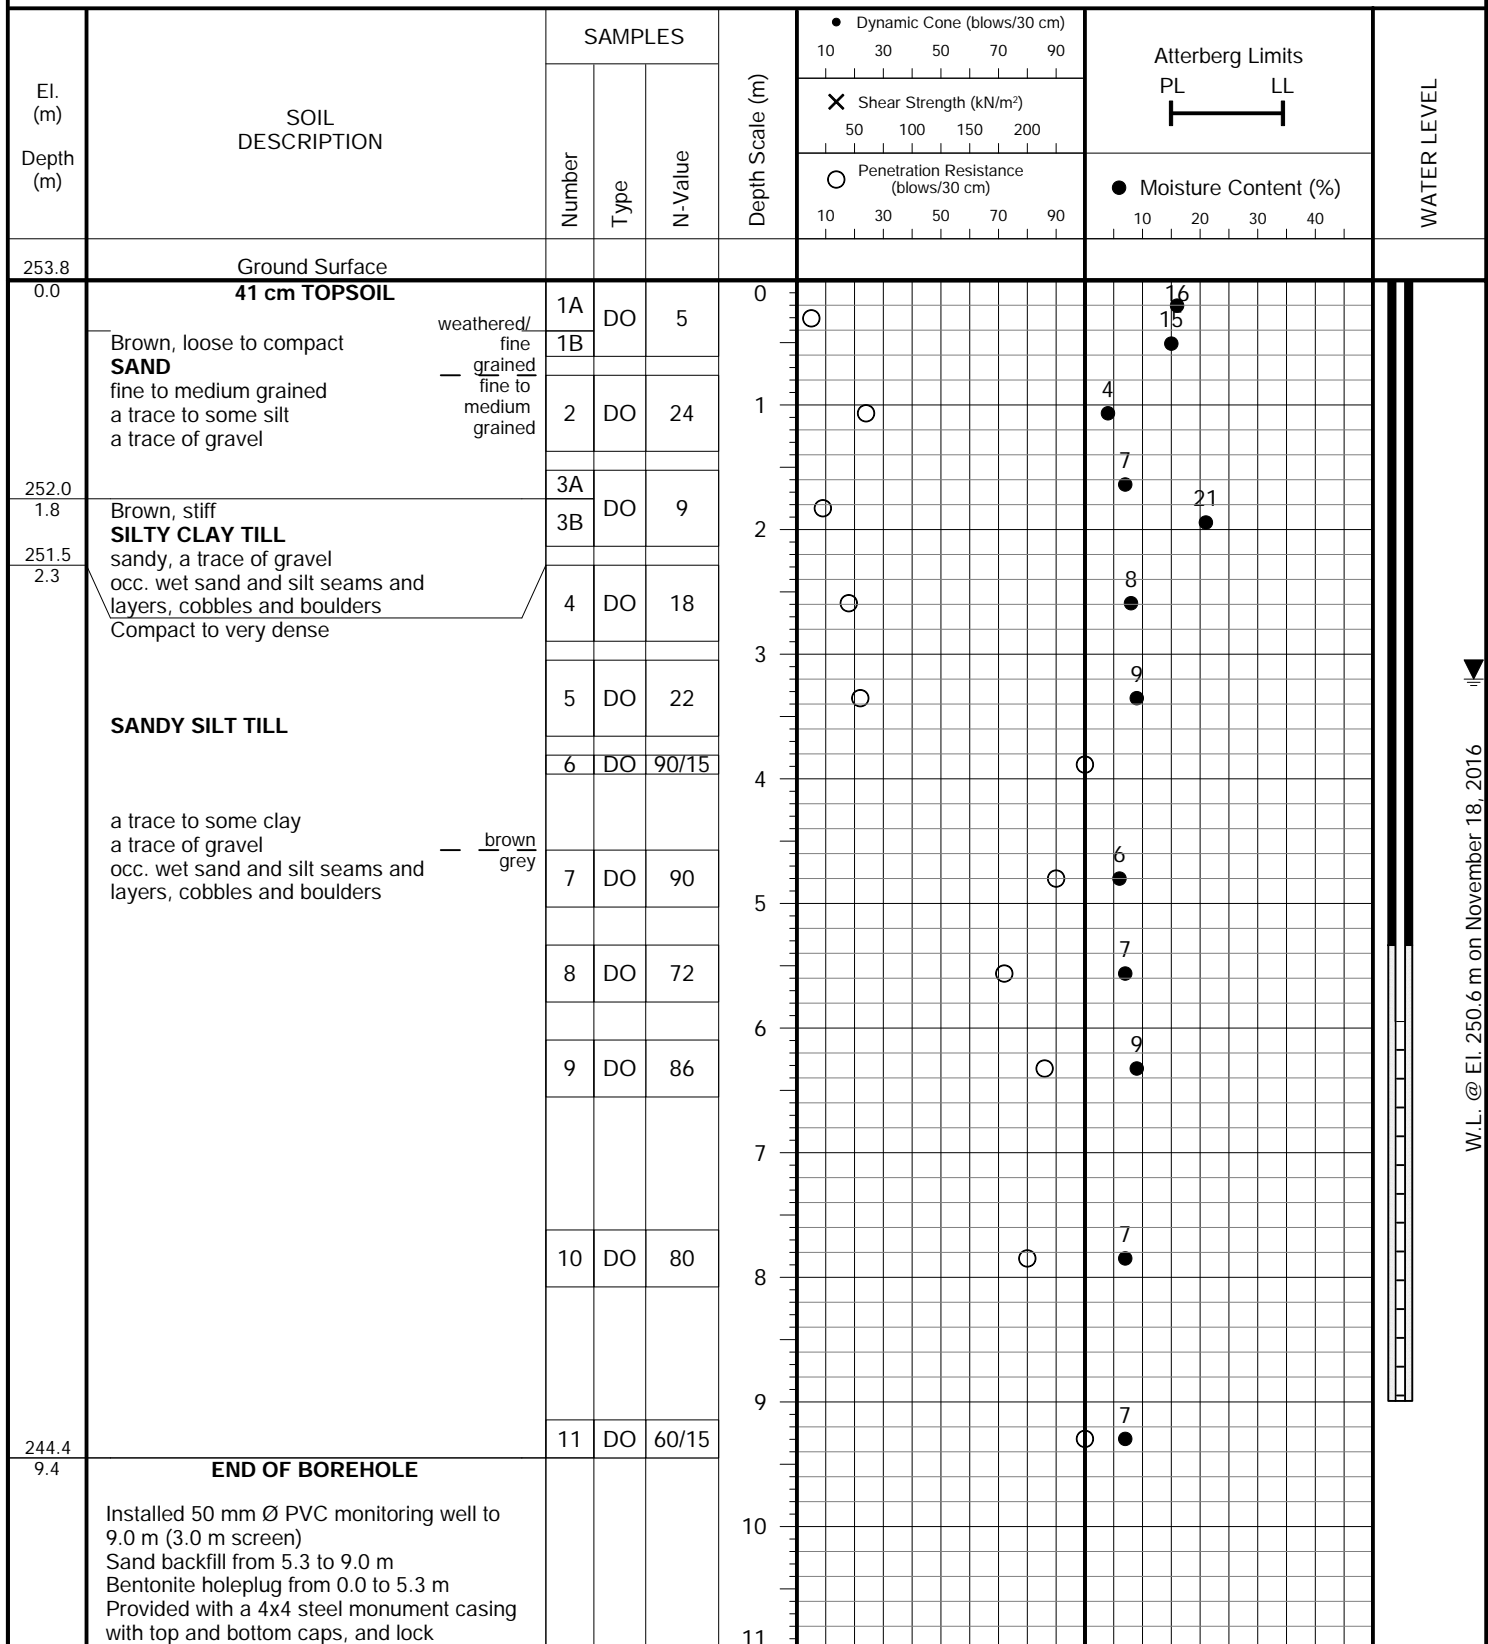 El.
(m)
Depth
(m)
SOIL
DESCRIPTION
SAMPLES
Number
Type
N-Value
Depth Scale (m)
Dynamic Cone (blows/30 cm)
10 30 50 70 90
Shear Strength (kN/m²)
50 100 150 200
Penetration Resistance
(blows/30 cm)
10 30 50 70 90
Atterberg Limits
PL LL
Moisture Content (%)
10 20 30 40
WATER LEVEL
253.8 Ground Surface
0.0 41 cm TOPSOIL
Brown, loose to compact
SAND
fine to medium grained
a trace to some silt
a trace of gravel
weathered/
fine
grained
fine to
medium
grained
252.0
1.8 Brown, stiff
SILTY CLAY TILL
251.5 sandy, a trace of gravel
2.3 occ. wet sand and silt seams and
layers, cobbles and boulders
Compact to very dense
SANDY SILT TILL
a trace to some clay
a trace of gravel
occ. wet sand and silt seams and
layers, cobbles and boulders
brown
grey
244.4
9.4 END OF BOREHOLE
Installed 50 mm Ø PVC monitoring well to
9.0 m (3.0 m screen)
Sand backfill from 5.3 to 9.0 m
Bentonite holeplug from 0.0 to 5.3 m
Provided with a 4x4 steel monument casing
with top and bottom caps, and lock
1A DO 5
1B
2 DO 24
3A DO 9
3B
4 DO 18
5 DO 22
6 DO 90/15
7 DO 90
8 DO 72
9 DO 86
10 DO 80
11 DO 60/15
0
1
2
3
4
5
6
7
8
9
10
11
16
15
4
7
21
8
9
6
7
9
7
7
W.L. @ El. 250.6 m on November 18, 2016